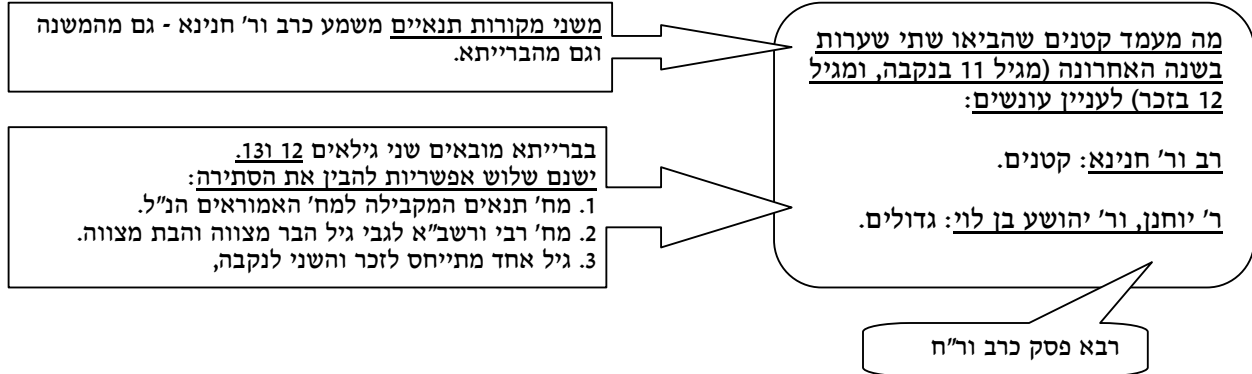 מה מעמד קטנים שהביאו שתי שערות
בשנה האחרונה (מגיל 11 בנקבה, ומגיל
12 בזכר) לעניין עונשים:
רב ור' חנינא: קטנים.
ר' יוחנן, ור' יהושע בן לוי: גדולים.
משני מקורות תנאיים משמע כרב ור' חנינא - גם מהמשנה
וגם מהברייתא.
בברייתא מובאים שני גילאים 12 ו13.
ישנם שלוש אפשריות להבין את הסתירה:
1. מח' תנאים המקבילה למח' האמוראים הנ"ל.
2. מח' רבי ורשב"א לגבי גיל הבר מצווה והבת מצווה.
3. גיל אחד מתייחס לזכר והשני לנקבה,
רבא פסק כרב ור"ח